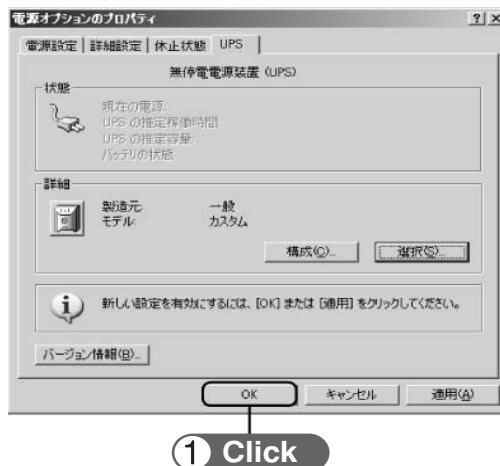 電源オプションのプロパティ
? ×
電源設定 詳細設定 休止状態 UPS
無停電電源装置 (UPS)
状態
現在の電源:
UPS の推定稼働時間:
UPS の推定容量:
バッテリの状態:
詳細
製造元: 一般
モデル: カスタム
構成(C)... 選択(S)...
新しい設定を有効にするには、[OK] または [適用] をクリックしてください。
バージョン情報(B)...
OK キャンセル 適用(A)
1 Click